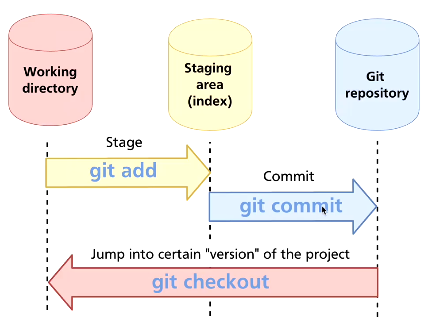 Working
directory
Staging
area
(index)
Git
repository
Stage
git add
Commit
git commit
Jump into certain "version" of the project
git checkout